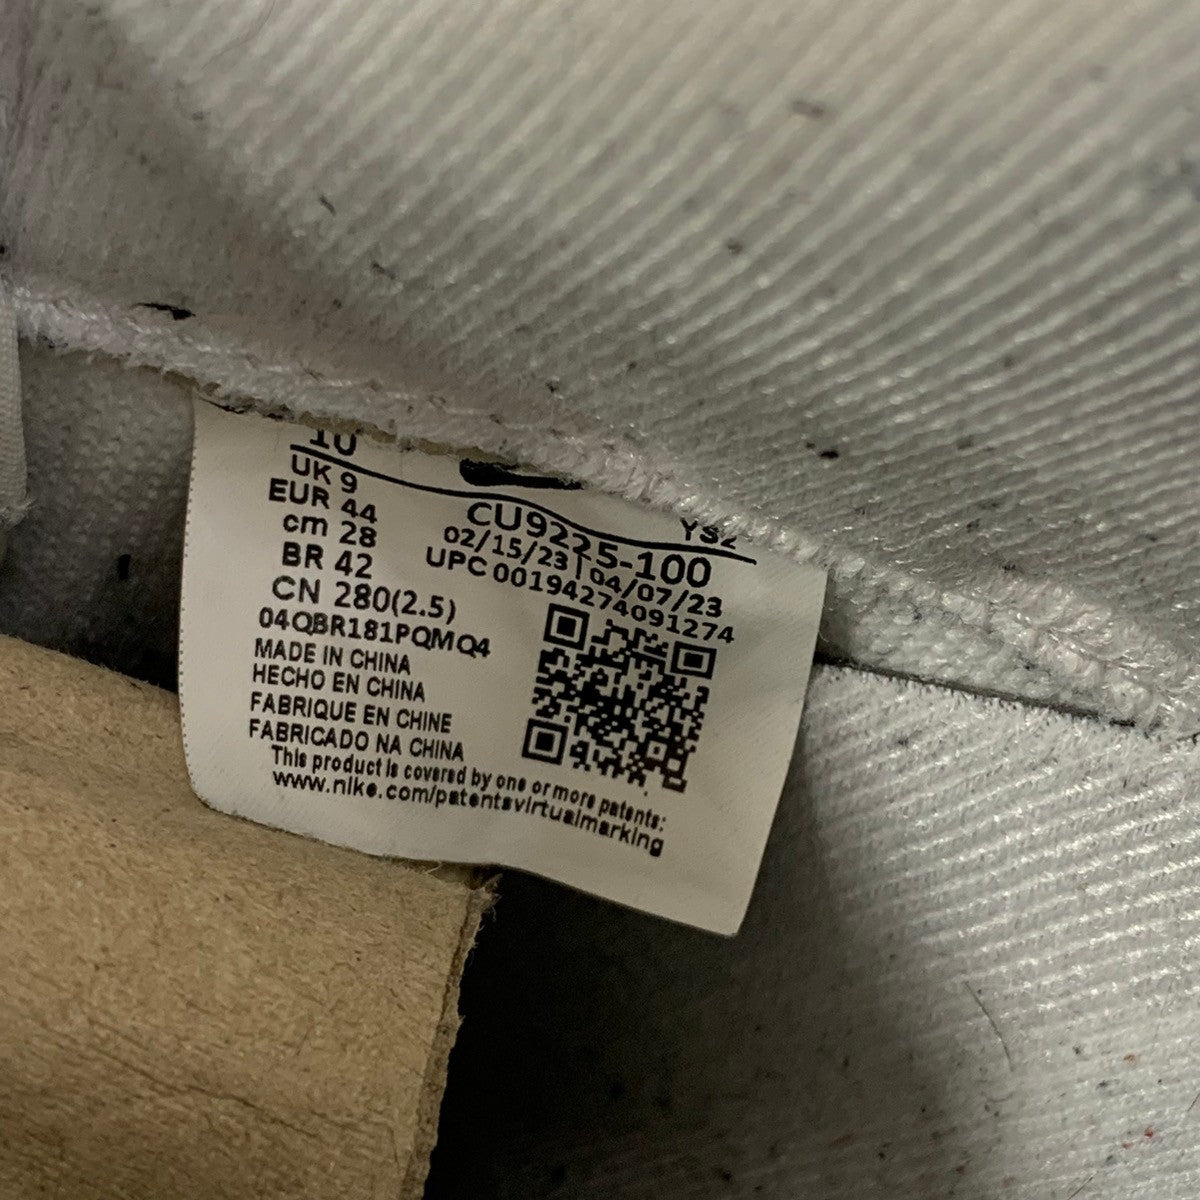 10
UK 9
EUR 44
cm 28
BR 42
CN 280(2.5)
YS2
CU9225-100
02/15/23 | 04/07/23
UPC 00194274091274
04QBR181PQMQ4
MADE IN CHINA
HECHO EN CHINA
FABRIQUE EN CHINE
FABRICADO NA CHINA
This product is covered by one or more patents:
www.nike.com/patentsvirtualmarking